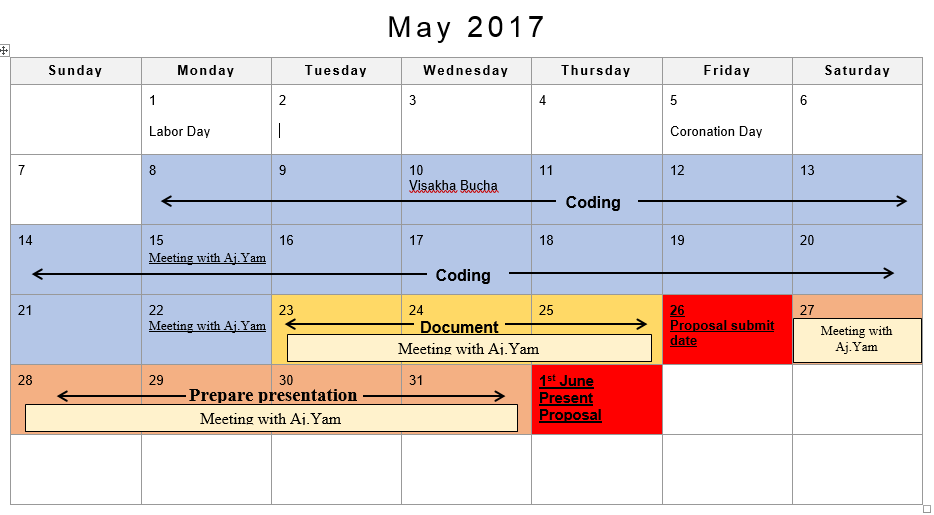 May 2017
Sunday Monday Tuesday Wednesday Thursday Friday Saturday
1 2 3 4 5 6
Labor Day Coronation Day
7 8 9 10 11 12 13
Visakha Bucha
Coding
14 15 16 17 18 19 20
Meeting with Aj.Yam
Coding
21 22 23 24 25 26 27
Meeting with Aj.Yam
Document
Proposal submit
date
Meeting with Aj.Yam
Meeting with
Aj.Yam
28 29 30 31 1st June
Prepare presentation
Present
Proposal
Meeting with Aj.Yam